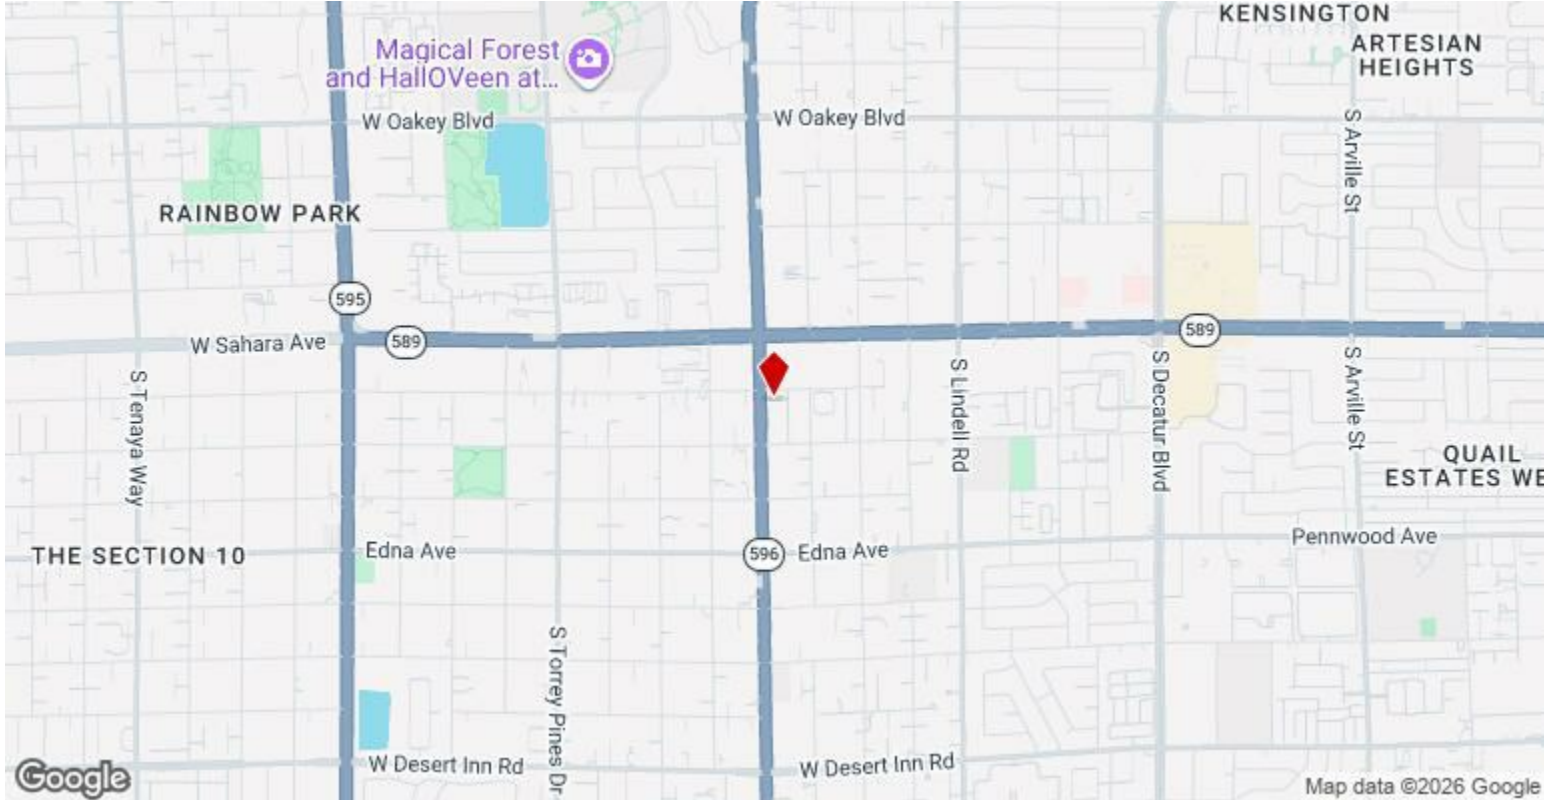 KENSINGTON
ARTESIAN
HEIGHTS
Magical Forest
and HallOVeen at...
W Oakey Blvd
W Oakey Blvd
S Arville St
RAINBOW PARK
595
589
W Sahara Ave
589
S Tenaya Way
S Lindell Rd
S Decatur Blvd
S Arville St
QUAIL
ESTATES WE
THE SECTION 10
Edna Ave
596
Edna Ave
Pennwood Ave
S Torrey Pines Dr
W Desert Inn Rd
W Desert Inn Rd
Google
Map data ©2026 Google